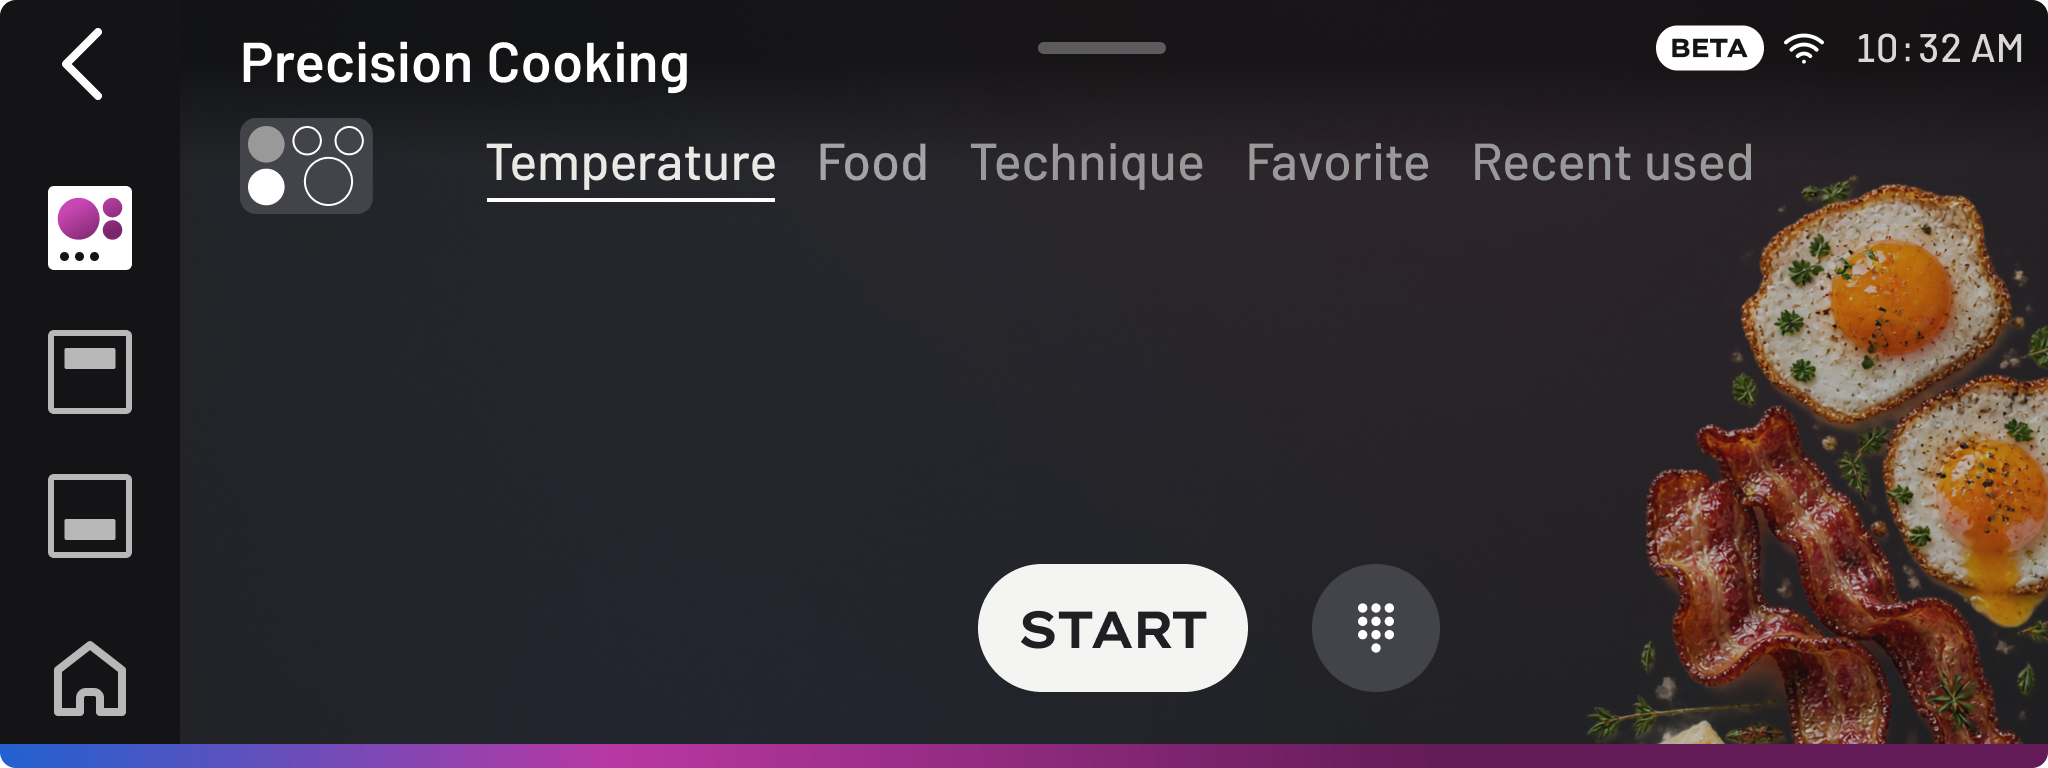 Precision Cooking
BETA
10:32 AM
Temperature
Food
Technique
Favorite
Recent used
START